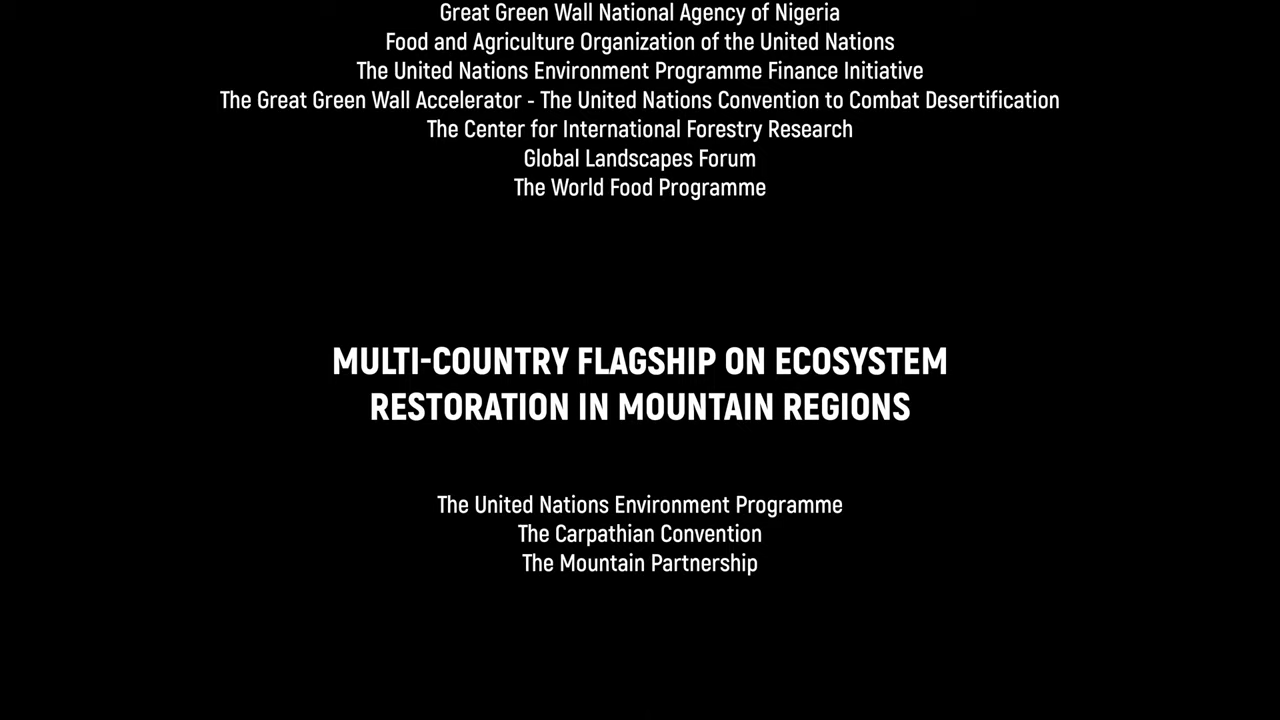 Great Green Wall National Agency of Nigeria
Food and Agriculture Organization of the United Nations
The United Nations Environment Programme Finance Initiative
The Great Green Wall Accelerator - The United Nations Convention to Combat Desertification
The Center for International Forestry Research
Global Landscapes Forum
The World Food Programme
MULTI-COUNTRY FLAGSHIP ON ECOSYSTEM
RESTORATION IN MOUNTAIN REGIONS
The United Nations Environment Programme
The Carpathian Convention
The Mountain Partnership